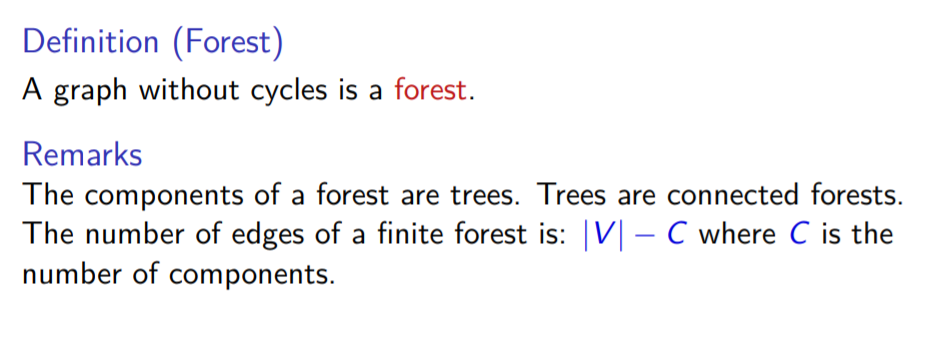 Definition (Forest)
A graph without cycles is a forest.
Remarks
The components of a forest are trees. Trees are connected forests.
The number of edges of a finite forest is: |V| − C where C is the
number of components.